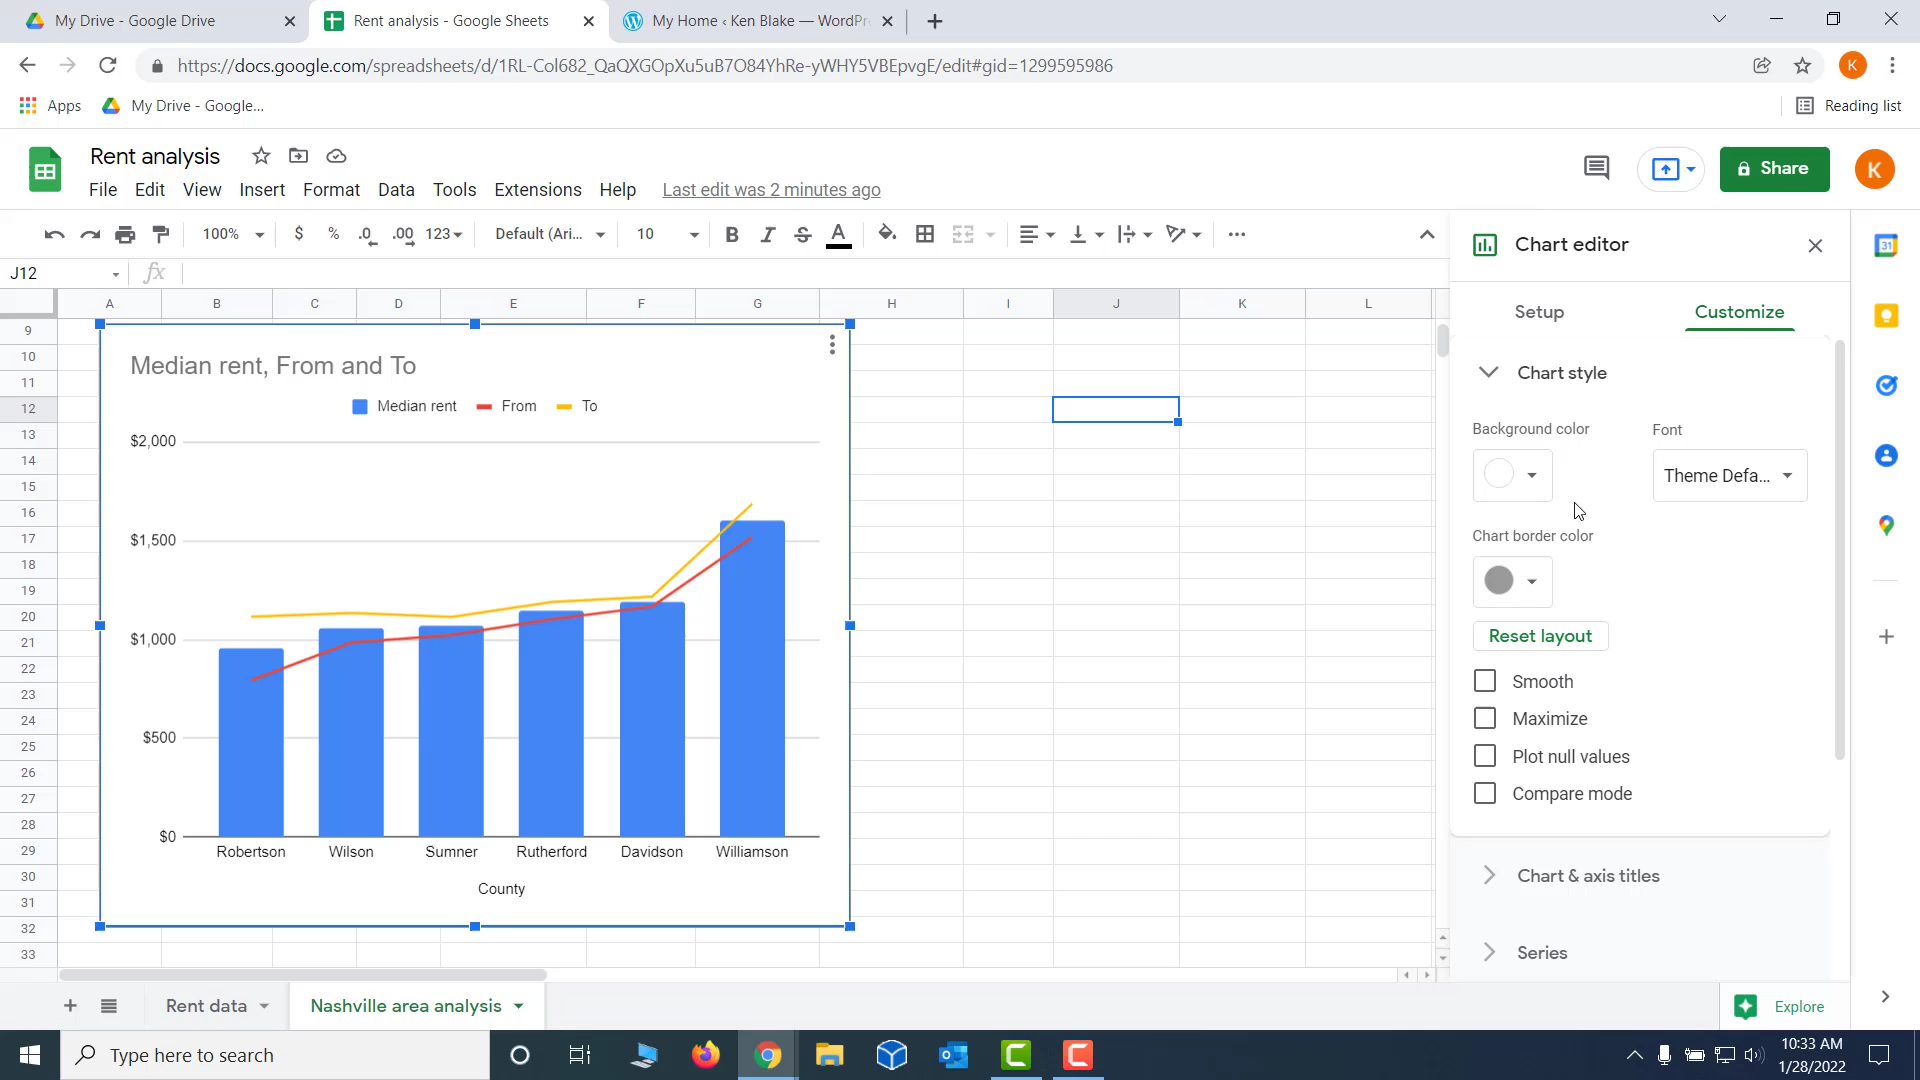 My Drive - Google Drive
Rent analysis - Google Sheets
My Home ‹ Ken Blake — WordPr
https://docs.google.com/spreadsheets/d/1RL-Col682_QaQXGOpXu5uB7O84YhRe-yWHY5VBEpvgE/edit#gid=1299595986
K
Apps
My Drive - Google...
Reading list
Rent analysis
File Edit View Insert Format Data Tools Extensions Help Last edit was 2 minutes ago
Share
K
100% $ % .0 .00 123 Default (Ari... 10 B I S A
J12
fx
A B C D E F G H I J K L
9
10
11
12
13
14
15
16
17
18
19
20
21
22
23
24
25
26
27
28
29
30
31
32
33
Median rent, From and To
Median rent From To
$2,000
$1,500
$1,000
$500
$0
Robertson Wilson Sumner Rutherford Davidson Williamson
County
Chart editor
Setup Customize
Chart style
Background color Font
Theme Defa...
Chart border color
Reset layout
Smooth
Maximize
Plot null values
Compare mode
Chart & axis titles
Series
31
Rent data
Nashville area analysis
Explore
Type here to search
10:33 AM
1/28/2022